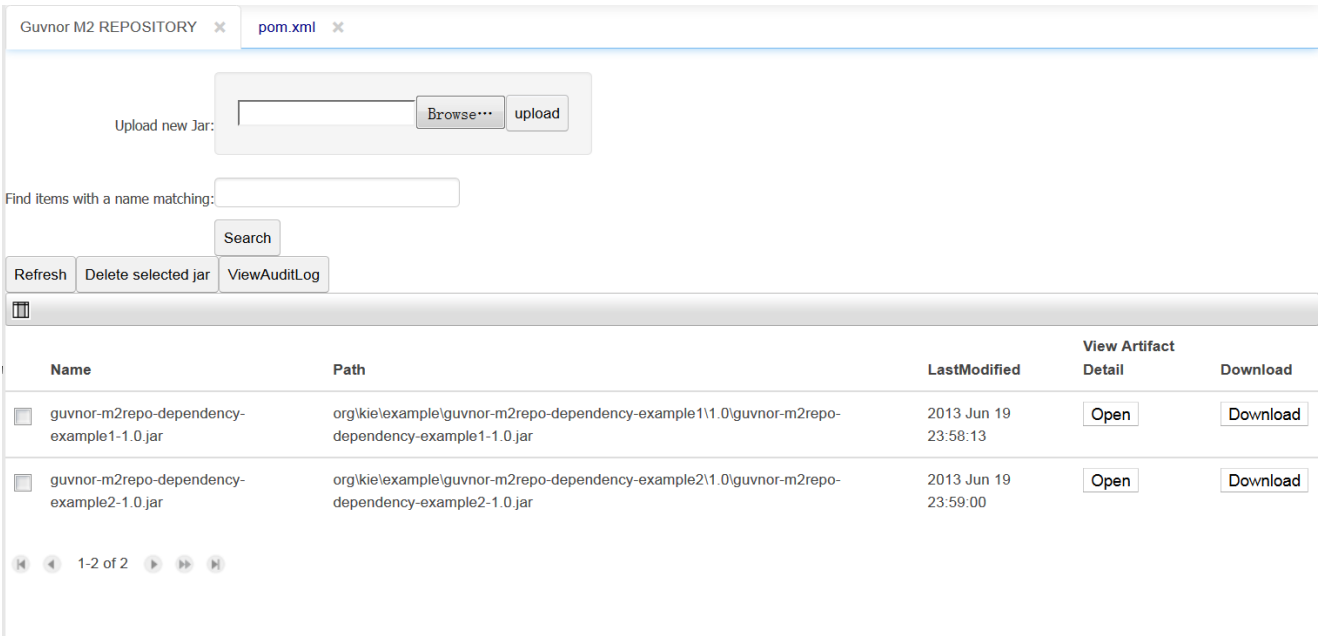 Guvnor M2 REPOSITORY pom.xml
Upload new Jar: Browse··· upload
Find items with a name matching:
Search
Refresh Delete selected jar ViewAuditLog
View Artifact
Name Path LastModified Detail Download
guvnor-m2repo-dependency- org\kie\example\guvnor-m2repo-dependency-example1\1.0\guvnor-m2repo- 2013 Jun 19 Open Download
example1-1.0.jar dependency-example1-1.0.jar 23:58:13
guvnor-m2repo-dependency- org\kie\example\guvnor-m2repo-dependency-example2\1.0\guvnor-m2repo- 2013 Jun 19 Open Download
example2-1.0.jar dependency-example2-1.0.jar 23:59:00
1-2 of 2